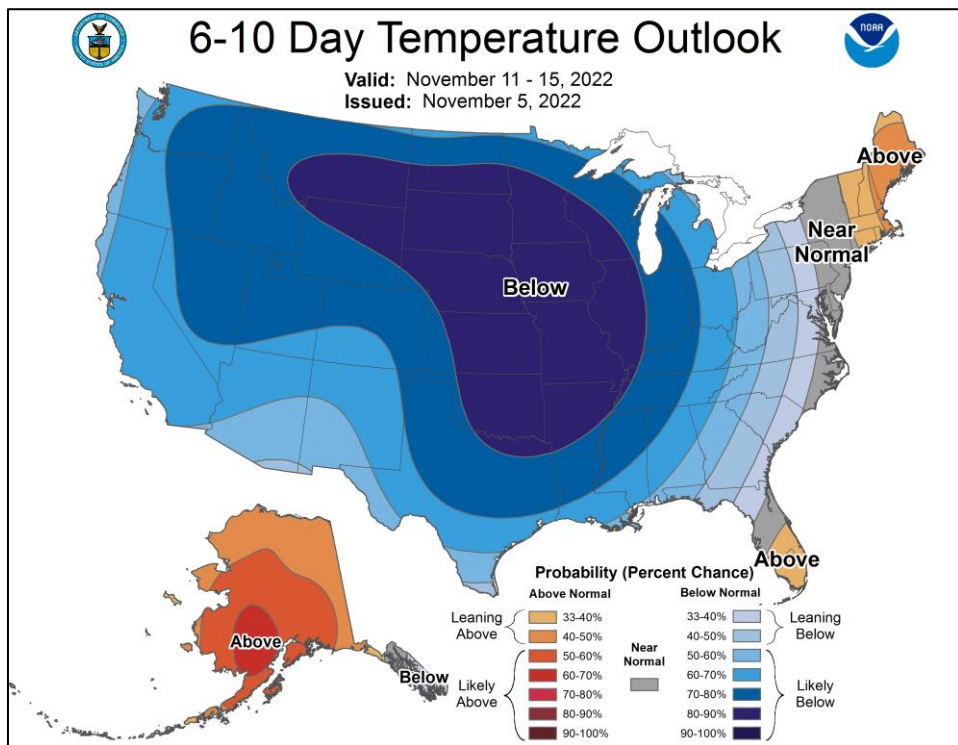 6-10 Day Temperature Outlook
NOAA
Valid: November 11 - 15, 2022
Issued: November 5, 2022
Above
Near
Normal
Below
Above
Above
Below
Probability (Percent Chance)
Above Normal
Below Normal
Leaning
Above
33-40%
40-50%
Likely
Above
50-60%
60-70%
70-80%
80-90%
90-100%
Near
Normal
33-40%
40-50%
Leaning
Below
50-60%
60-70%
70-80%
80-90%
90-100%
Likely
Below